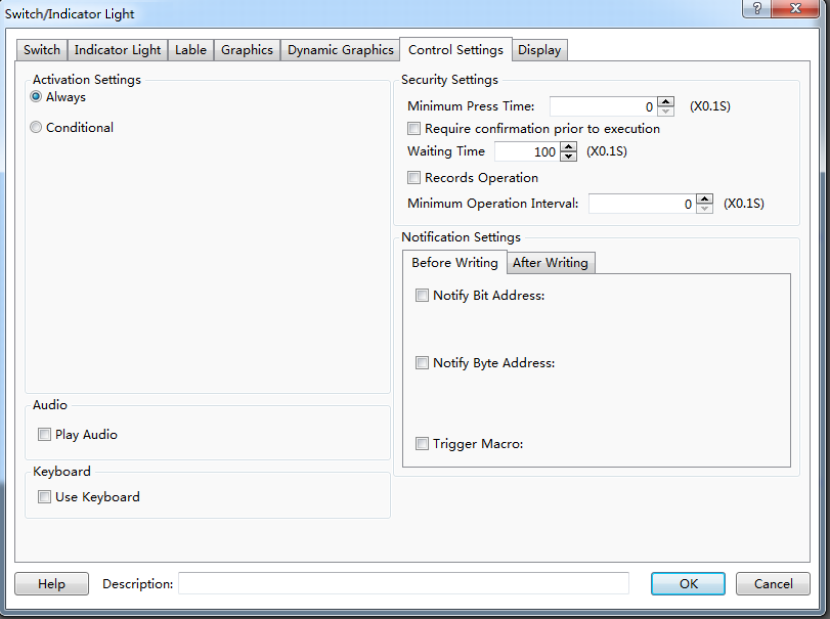 Switch/Indicator Light
Switch Indicator Light Lable Graphics Dynamic Graphics Control Settings Display
Activation Settings
Always
Conditional
Audio
Play Audio
Keyboard
Use Keyboard
Security Settings
Minimum Press Time: 0 (X0.1S)
Require confirmation prior to execution
Waiting Time 100 (X0.1S)
Records Operation
Minimum Operation Interval: 0 (X0.1S)
Notification Settings
Before Writing After Writing
Notify Bit Address:
Notify Byte Address:
Trigger Macro:
Help Description: OK Cancel